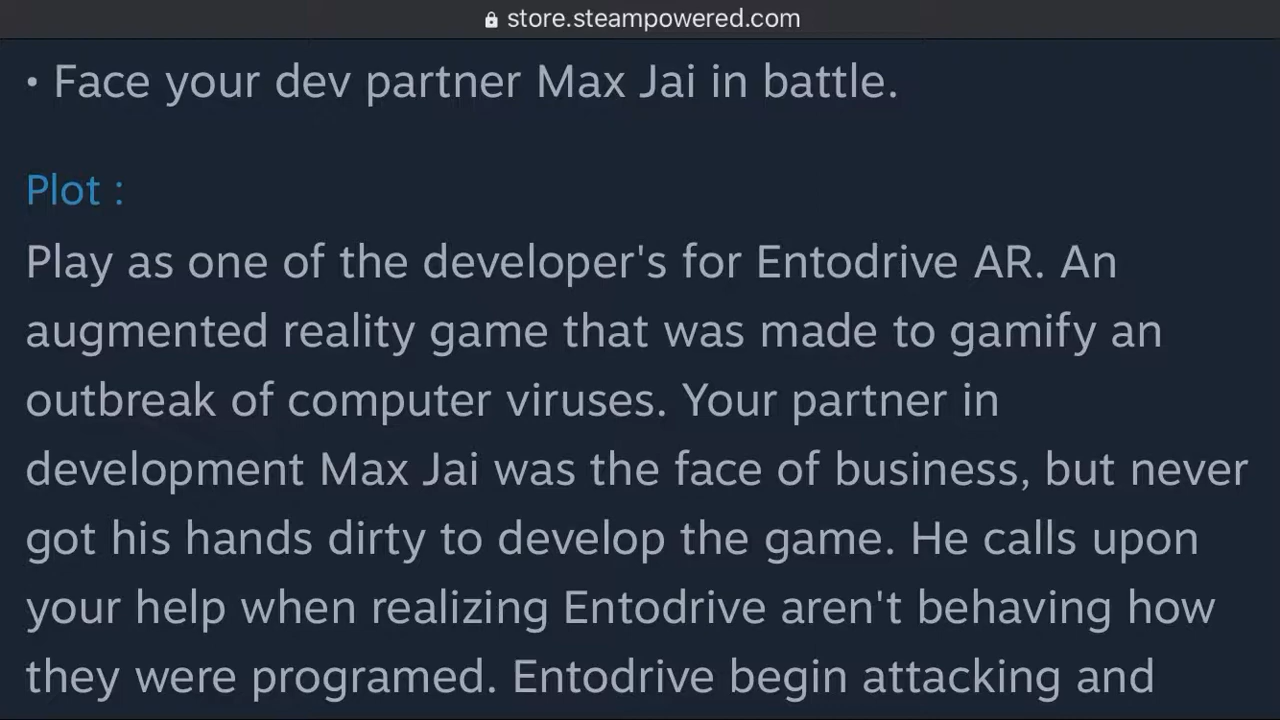 store.steampowered.com
• Face your dev partner Max Jai in battle.
Plot :
Play as one of the developer's for Entodrive AR. An
augmented reality game that was made to gamify an
outbreak of computer viruses. Your partner in
development Max Jai was the face of business, but never
got his hands dirty to develop the game. He calls upon
your help when realizing Entodrive aren't behaving how
they were programed. Entodrive begin attacking and